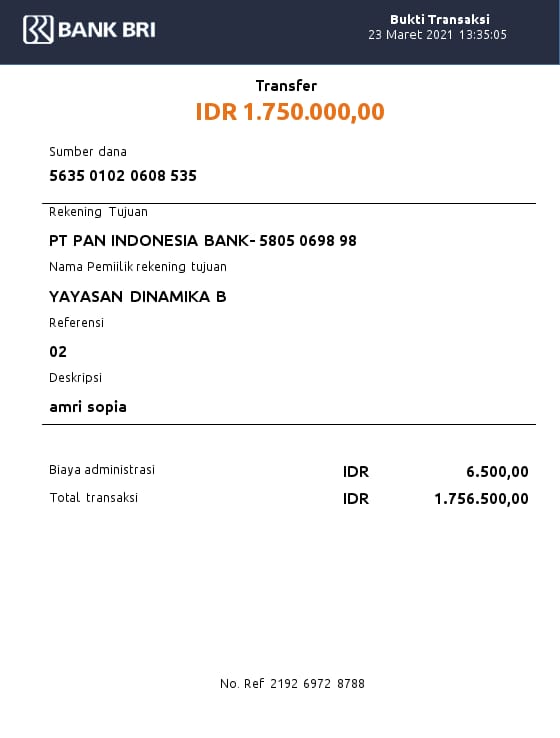 BANK BRI
Bukti Transaksi
23 Maret 2021 13:35:05
Transfer
IDR 1.750.000,00
Sumber dana
5635 0102 0608 535
Rekening Tujuan
PT PAN INDONESIA BANK- 5805 0698 98
Nama Pemiilik rekening tujuan
YAYASAN DINAMIKA B
Referensi
02
Deskripsi
amri sopia
Biaya administrasi IDR 6.500,00
Total transaksi IDR 1.756.500,00
No. Ref 2192 6972 8788